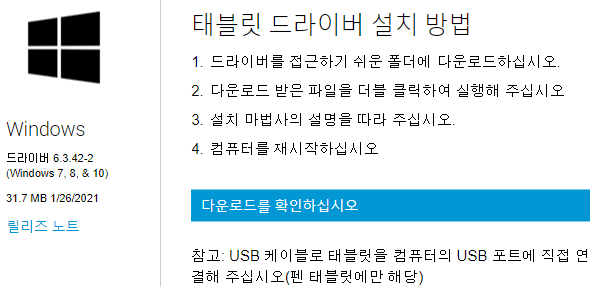 태블릿 드라이버 설치 방법
1. 드라이버를 접근하기 쉬운 폴더에 다운로드하십시오.
2. 다운로드 받은 파일을 더블 클릭하여 실행해 주십시오
3. 설치 마법사의 설명을 따라 주십시오.
4. 컴퓨터를 재시작하십시오
다운로드를 확인하십시오
참고: USB 케이블로 태블릿을 컴퓨터의 USB 포트에 직접 연
결해 주십시오(펜 태블릿에만 해당)
Windows
드라이버 6.3.42-2
(Windows 7, 8, & 10)
31.7 MB 1/26/2021
릴리즈 노트